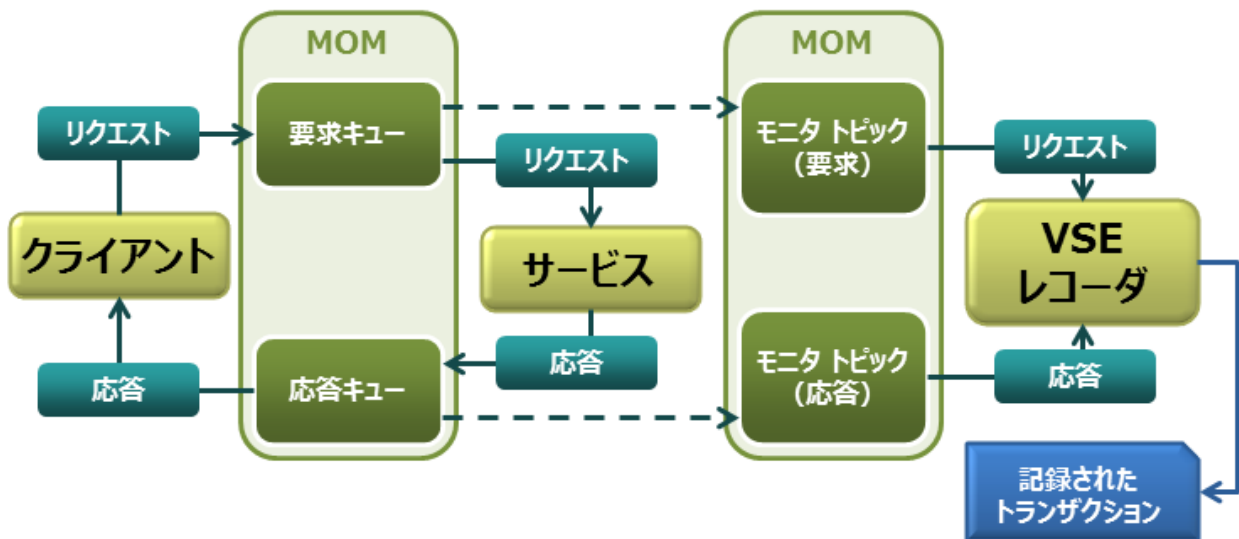 MOM
MOM
リクエスト
要求キュー
リクエスト
モニタ トピック
(要求)
リクエスト
クライアント
サービス
VSE
レコーダ
応答
応答キュー
応答
モニタ トピック
(応答)
応答
記録された
トランザクション